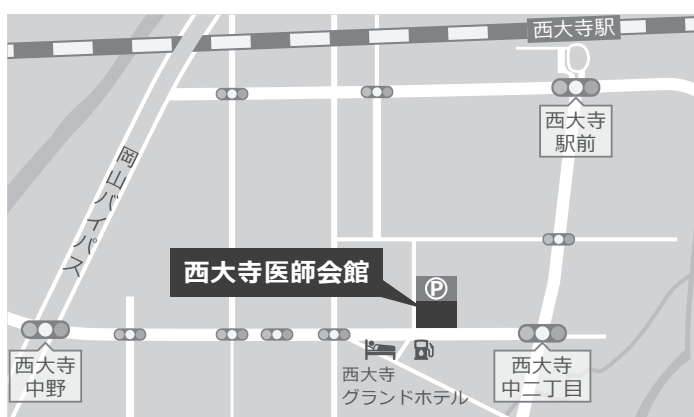 西大寺駅
西大寺
駅前
岡山バイパス
西大寺医師会館
P
西大寺
中野
西大寺
グランドホテル
西大寺
中二丁目